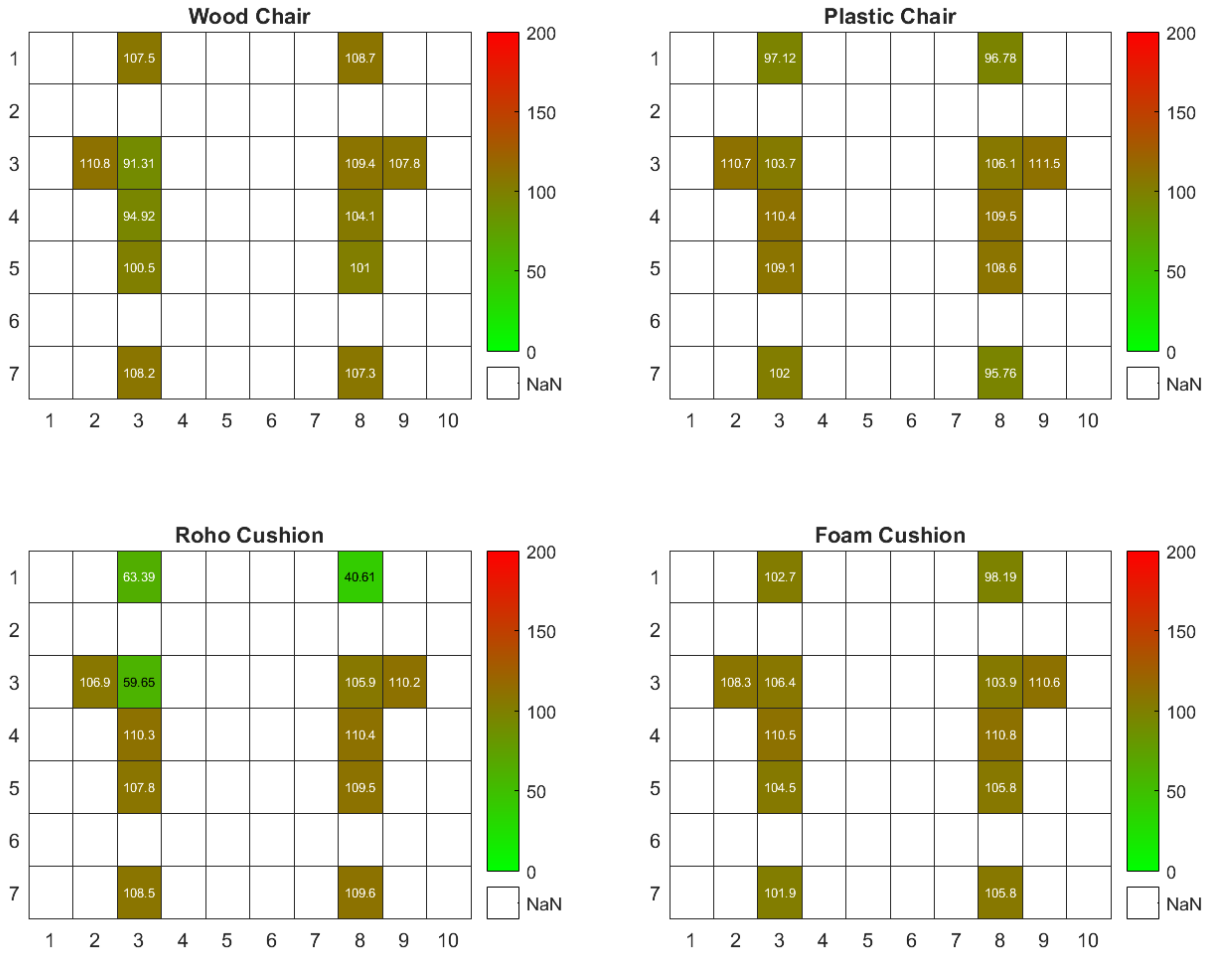 Wood Chair
1 107.5 108.7
2
3 110.8 91.31 109.4 107.8
4 94.92 104.1
5 100.5 101
6
7 108.2 107.3
1 2 3 4 5 6 7 8 9 10
200
150
100
50
0
NaN
Plastic Chair
1 97.12 96.78
2
3 110.7 103.7 106.1 111.5
4 110.4 109.5
5 109.1 108.6
6
7 102 95.76
1 2 3 4 5 6 7 8 9 10
200
150
100
50
0
NaN
Roho Cushion
1 63.39 40.61
2
3 106.9 59.65 105.9 110.2
4 110.3 110.4
5 107.8 109.5
6
7 108.5 109.6
1 2 3 4 5 6 7 8 9 10
200
150
100
50
0
NaN
Foam Cushion
1 102.7 98.19
2
3 108.3 106.4 103.9 110.6
4 110.5 110.8
5 104.5 105.8
6
7 101.9 105.8
1 2 3 4 5 6 7 8 9 10
200
150
100
50
0
NaN